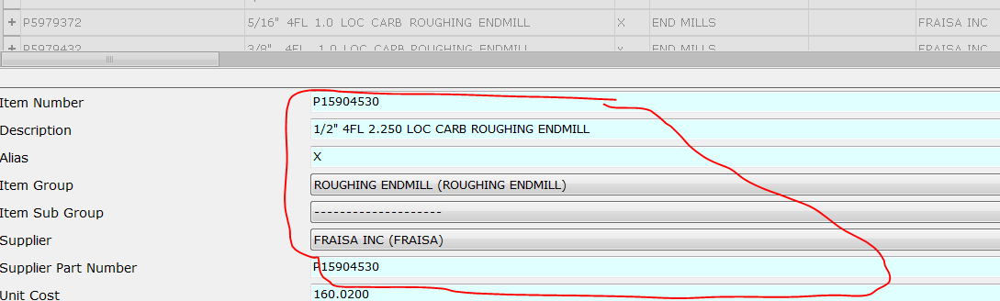 P5979372 5/16" 4FL 1.0 LOC CARB ROUGHING ENDMILL X END MILLS FRAISA INC
P5979432 3/8" 4FL 1.0 LOC CARB ROUGHING ENDMILL x END MILLS FRAISA INC
Item Number P15904530
Description 1/2" 4FL 2.250 LOC CARB ROUGHING ENDMILL
Alias X
Item Group ROUGHING ENDMILL (ROUGHING ENDMILL)
Item Sub Group --------------------
Supplier FRAISA INC (FRAISA)
Supplier Part Number P15904530
Unit Cost 160.0200